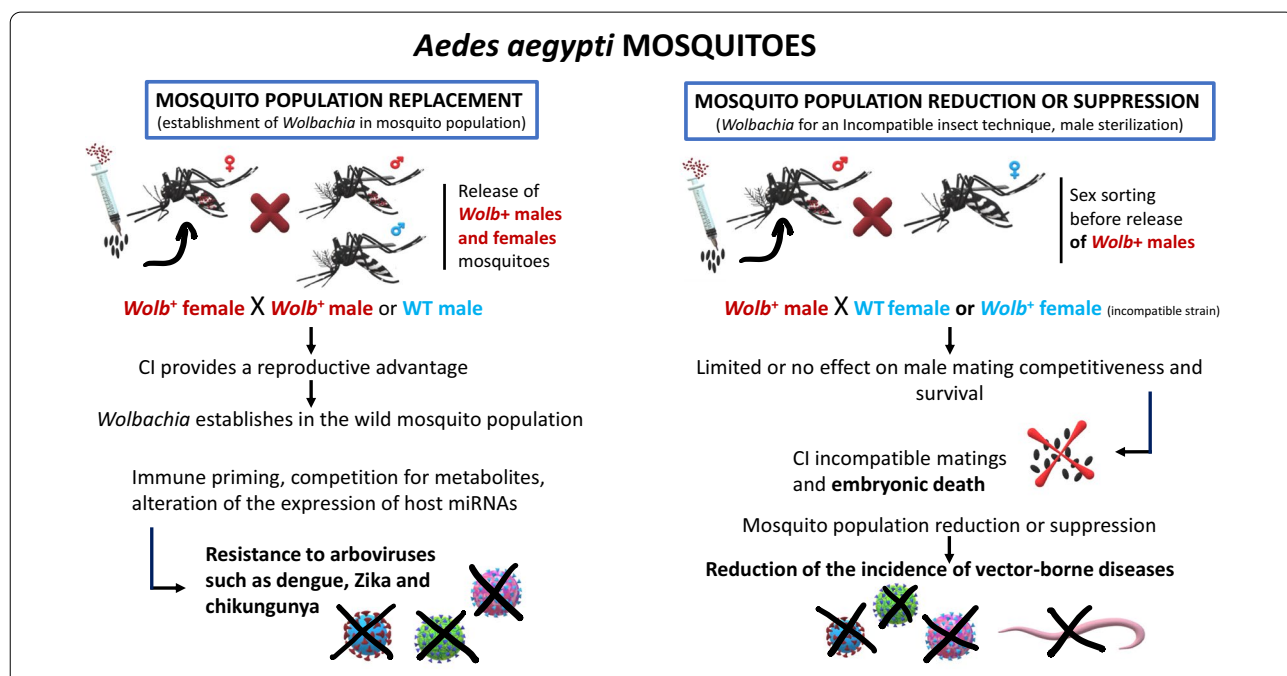 Aedes aegypti MOSQUITOES
MOSQUITO POPULATION REPLACEMENT
(establishment of Wolbachia in mosquito population)
♀
♂
♂
Release of
Wolb+ males
and females
mosquitoes
Wolb+ female X Wolb+ male or WT male
CI provides a reproductive advantage
Wolbachia establishes in the wild mosquito population
Immune priming, competition for metabolites,
alteration of the expression of host miRNAs
Resistance to arboviruses
such as dengue, Zika and
chikungunya
MOSQUITO POPULATION REDUCTION OR SUPPRESSION
(Wolbachia for an Incompatible insect technique, male sterilization)
♂
♀
Sex sorting
before release
of Wolb+ males
Wolb+ male X WT female or Wolb+ female (incompatible strain)
Limited or no effect on male mating competitiveness and
survival
CI incompatible matings
and embryonic death
Mosquito population reduction or suppression
Reduction of the incidence of vector-borne diseases